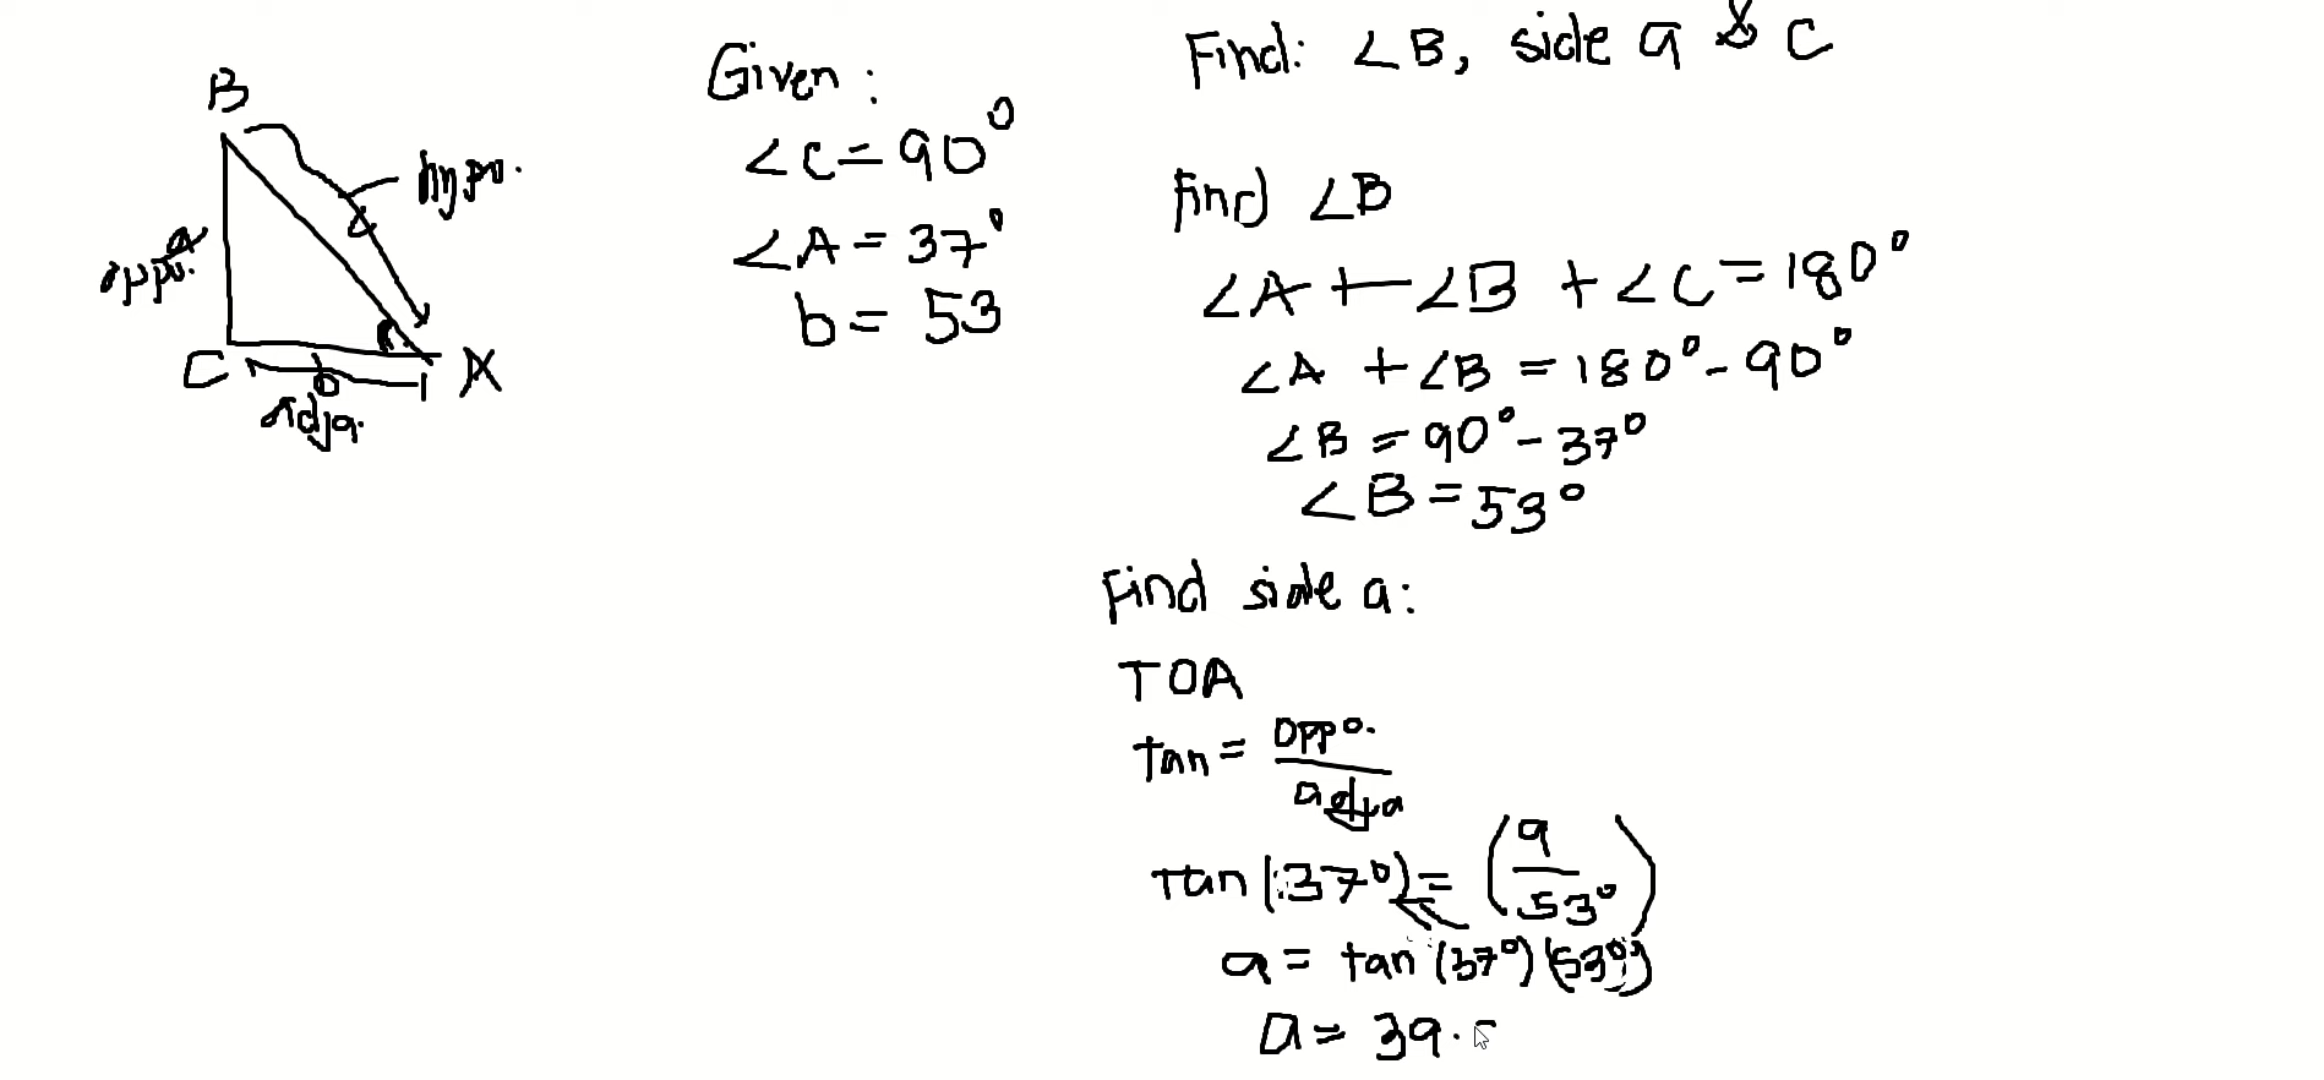 B
hypo.
c
a
oppo.
C
b
A
adja.
Given:
∠C=90°
∠A=37°
b=53
Find: ∠B, side a & c
Find ∠B
∠A+∠B+∠C=180°
∠A+∠B=180°-90°
∠B=90°-37°
∠B=53°
Find side a:
TOA
tan= oppo.
adja
Tan(37°)= (a
53°)
a= tan(37°)(53°)
a= 39.